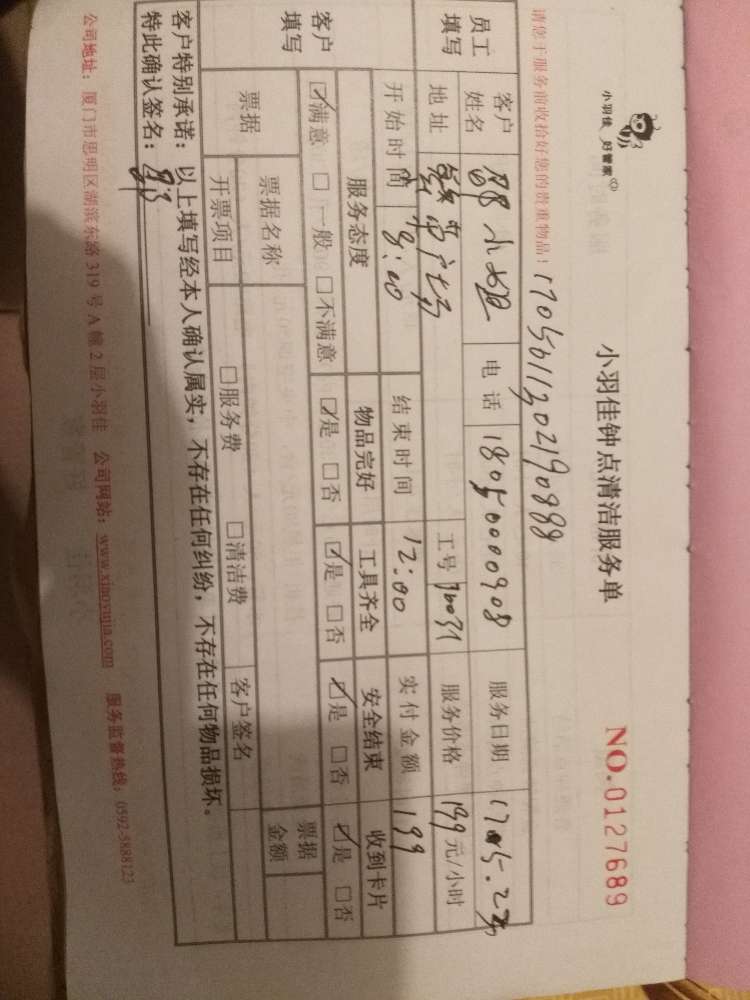 小羽佳 好管家
小羽佳钟点清洁服务单
NO.0127689
请您于服务前收拾好您的贵重物品!
员工填写
客户姓名 小姐 电话 18050000908 服务日期
地址 工号 服务价格 199 元/小时
开始时间 结束时间 12:00 实付金额 199
客户填写
服务态度 物品完好 工具齐全 安全结束 收到卡片
☑满意 □一般 □不满意 ☑是 □否 ☑是 □否 ☑是 □否 ☑是 □否
票据 票据名称 票据金额
开票项目 □服务费 □清洁费 客户签名
客户特别承诺:以上填写经本人确认属实,不存在任何纠纷,不存在任何物品损坏。
特此确认签名:
公司地址:厦门市思明区湖滨东路319号A幢2层小羽佳 公司网站:www.xiaoyujia.com 服务监督热线:0592-5888123